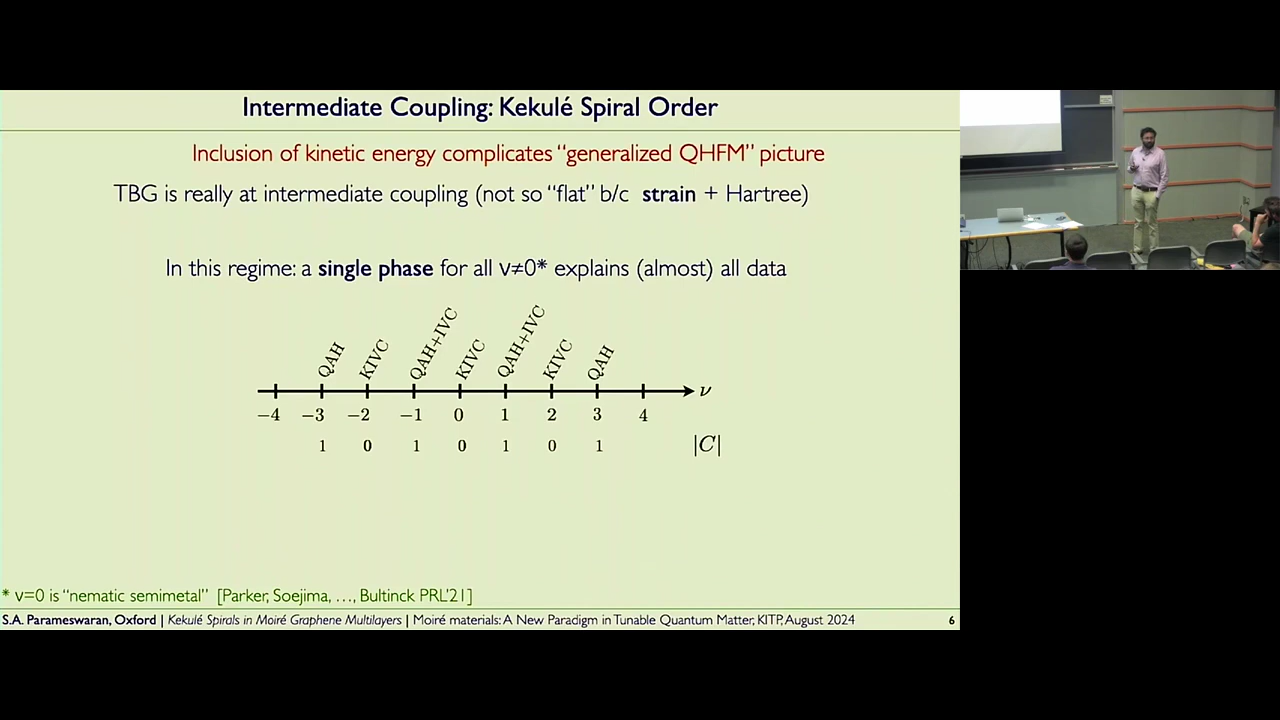 Intermediate Coupling: Kekulé Spiral Order
Inclusion of kinetic energy complicates “generalized QHFM” picture
TBG is really at intermediate coupling (not so “flat” b/c strain + Hartree)
In this regime: a single phase for all ν≠0* explains (almost) all data
QAH KIVC QAH+IVC KIVC QAH+IVC KIVC QAH
−4 −3 −2 −1 0 1 2 3 4 ν
1 0 1 0 1 0 1 |C|
* ν=0 is “nematic semimetal” [Parker, Soejima, …, Bultinck PRL’21]
S.A. Parameswaran, Oxford | Kekulé Spirals in Moiré Graphene Multilayers | Moiré materials: A New Paradigm in Tunable Quantum Matter, KITP, August 2024 6